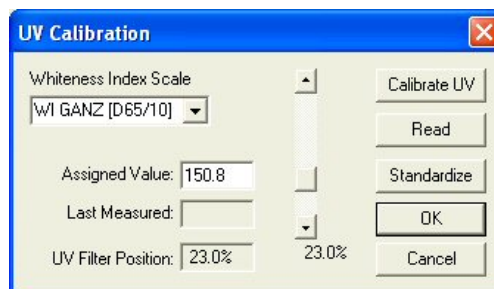 UV Calibration
Whiteness Index Scale
WI GANZ [D65/10]
Assigned Value: 150.8
Last Measured:
UV Filter Position: 23.0%
23.0%
Calibrate UV
Read
Standardize
OK
Cancel